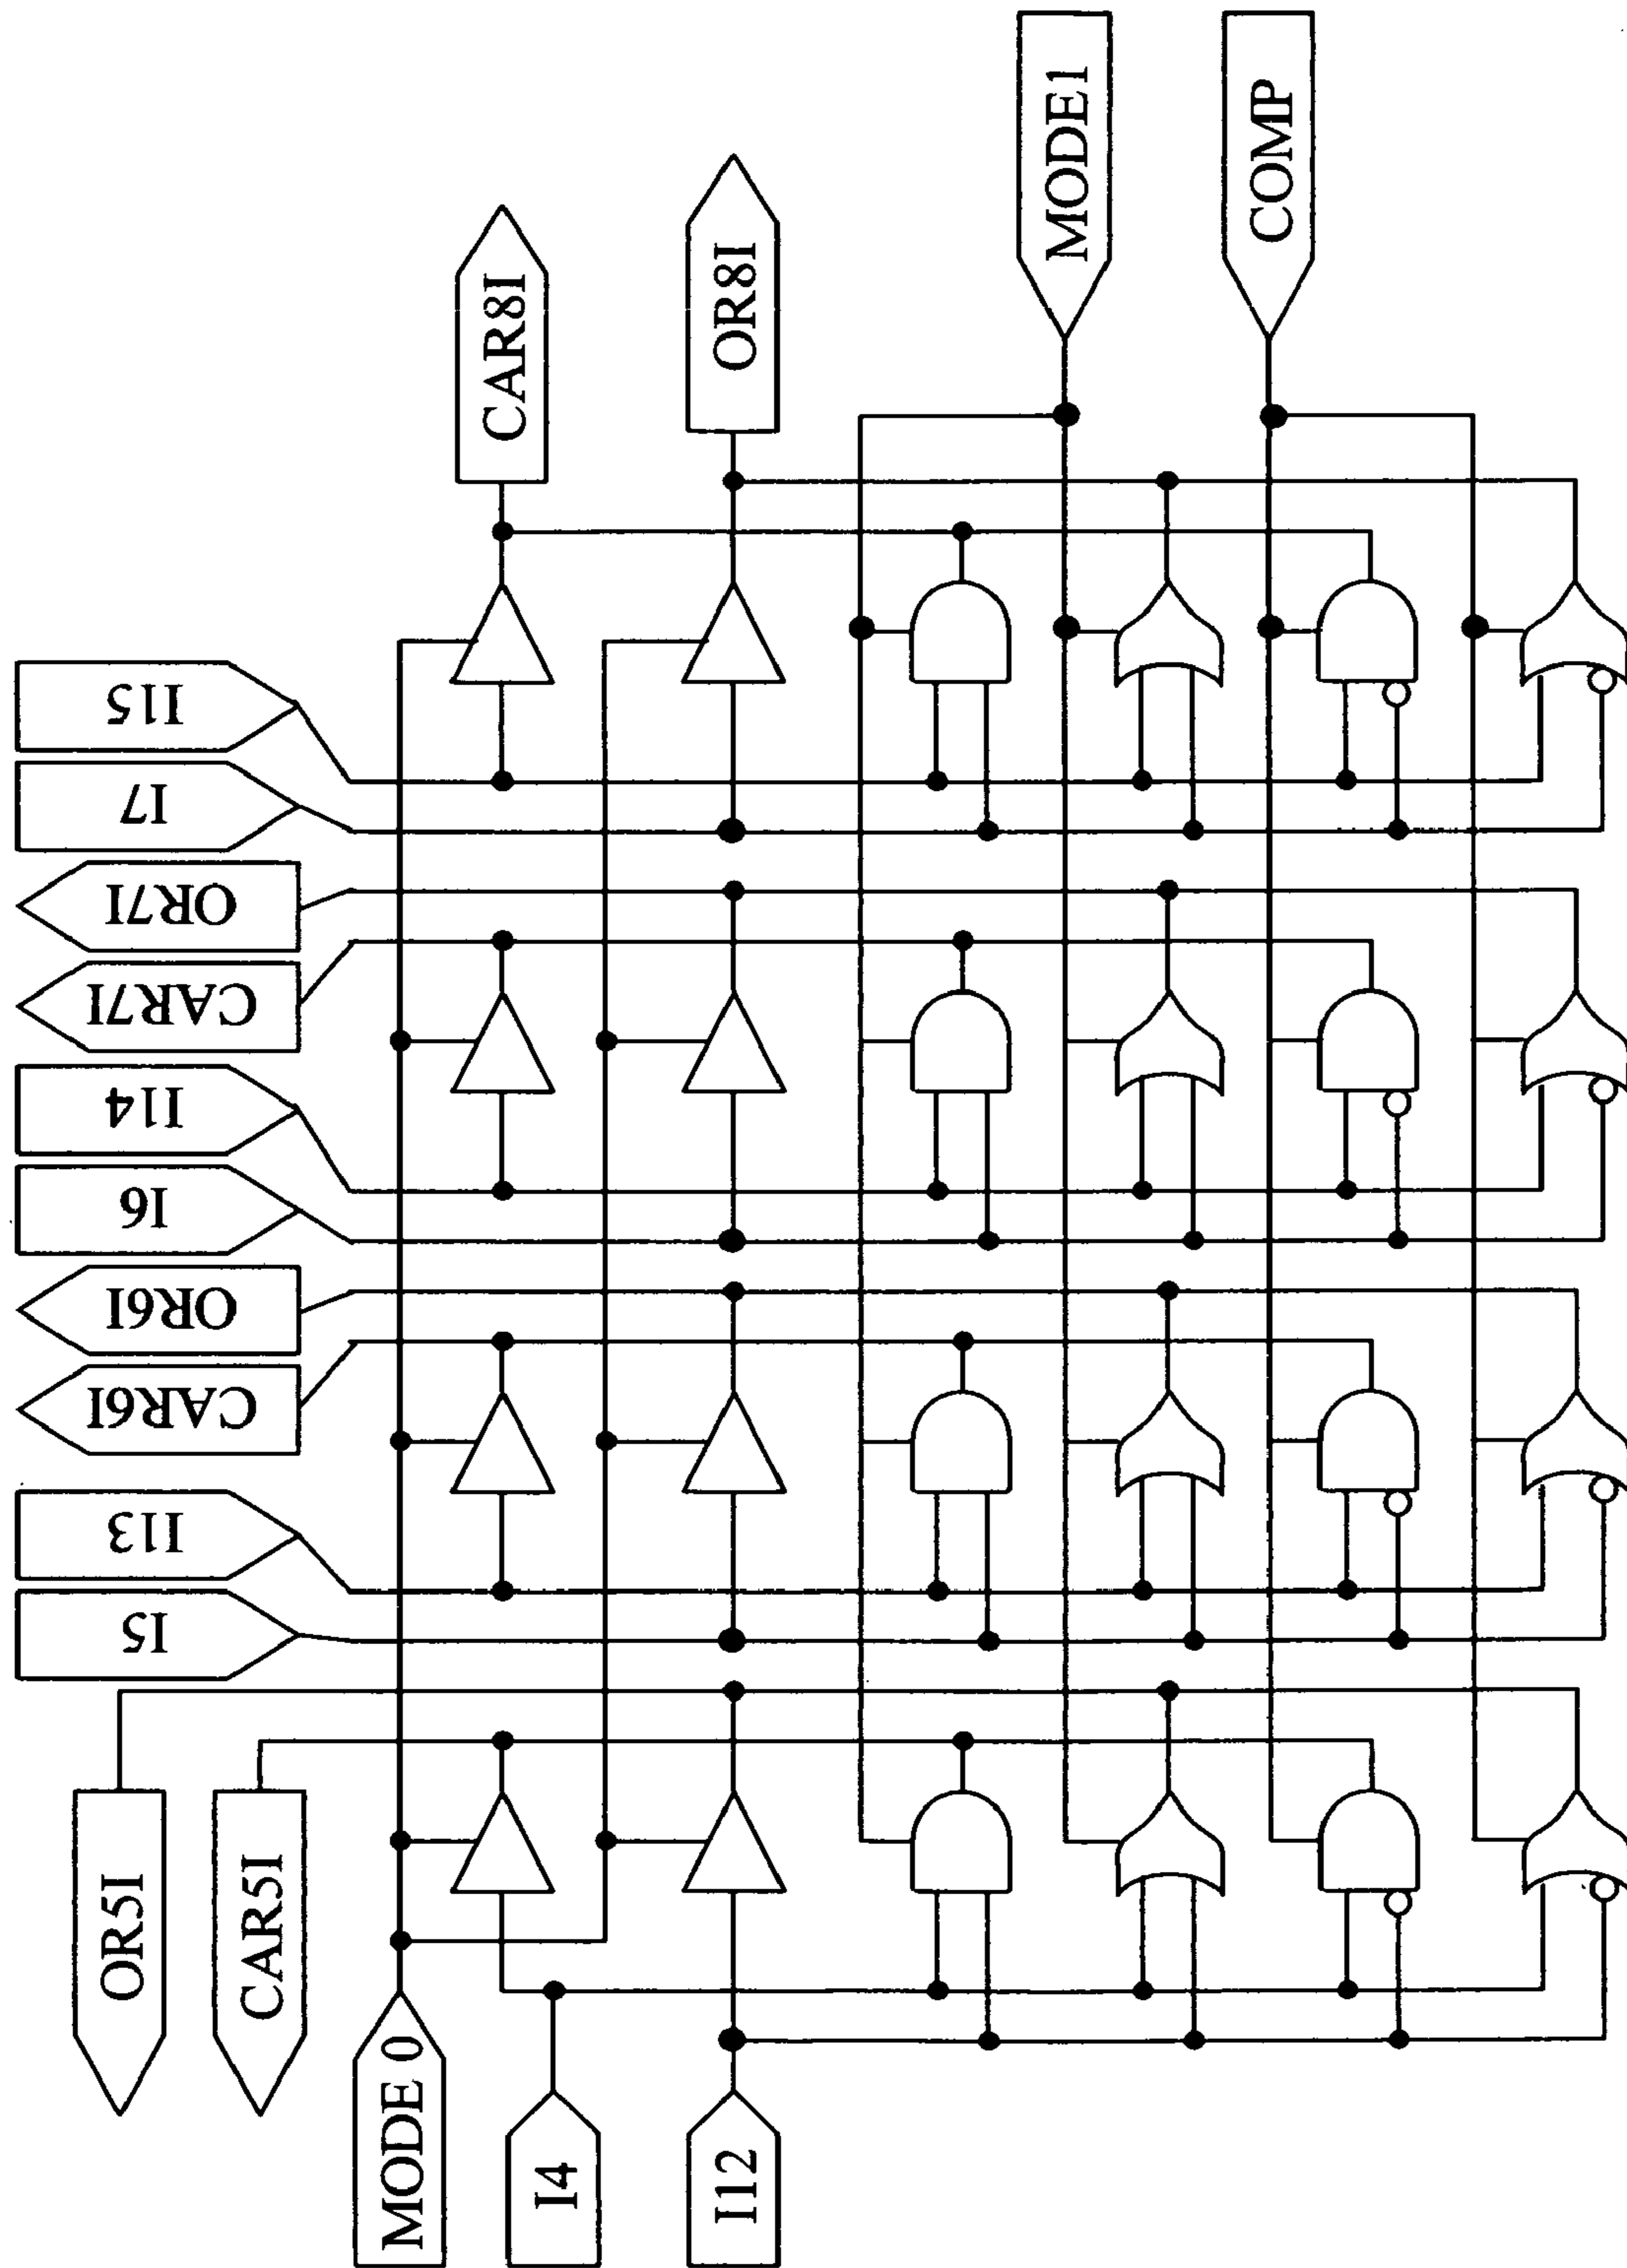 MODE1
COMP
CAR8I
OR8I
I15
I7
OR7I
CAR7I
I14
I6
OR6I
CAR6I
I13
I5
OR5I
CAR5I
MODE 0
I4
I12